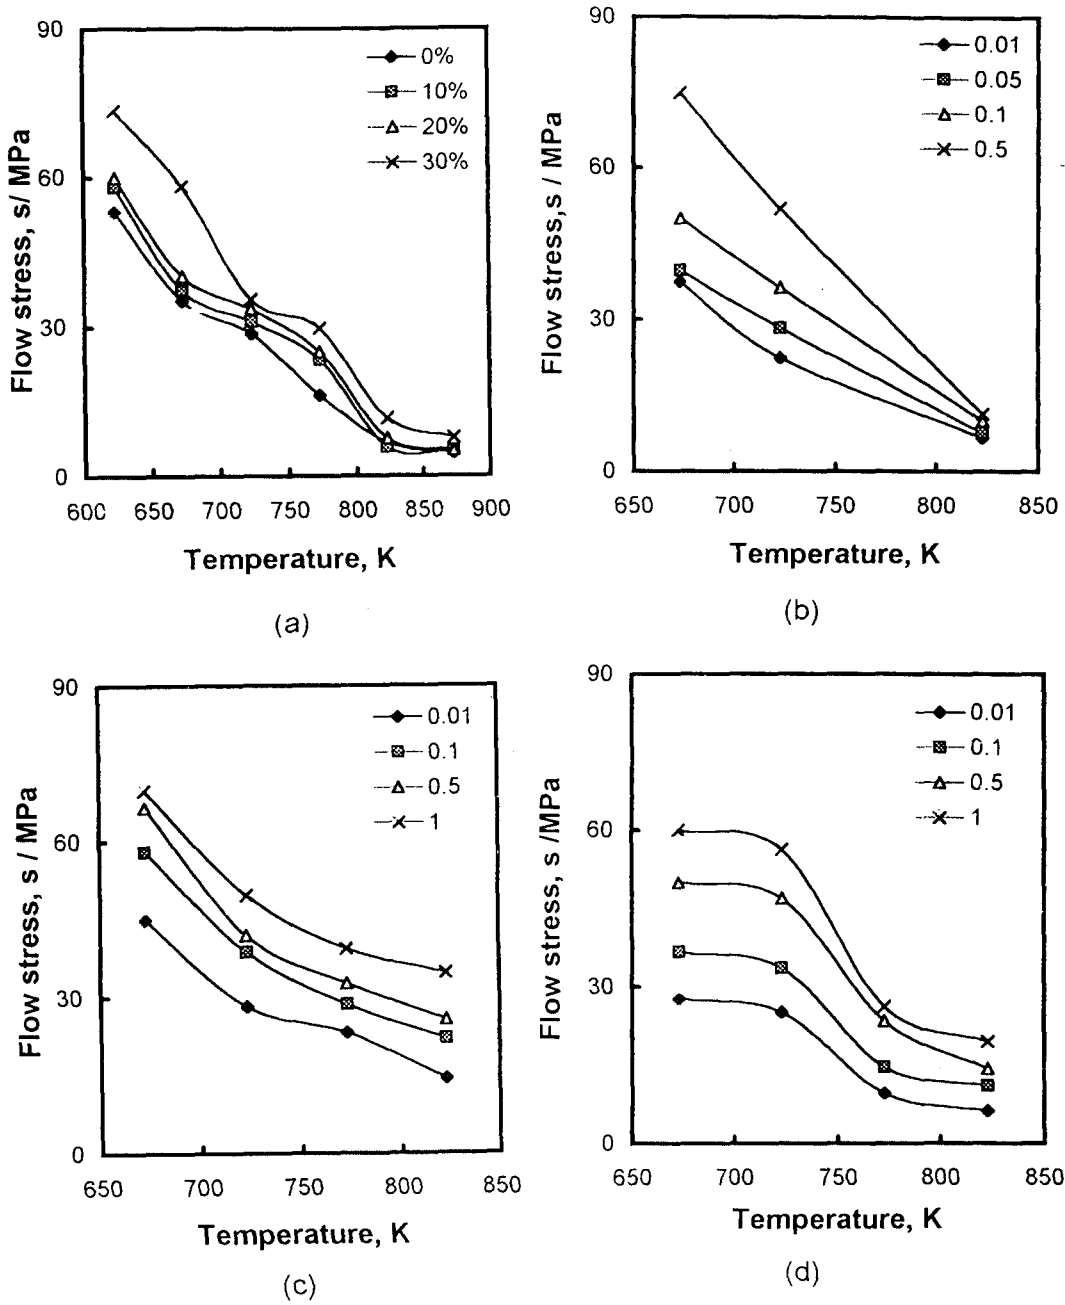 90
60
30
0
Flow stress, s/ MPa
0%
10%
20%
30%
600 650 700 750 800 850 900
Temperature, K
(a)
90
60
30
0
Flow stress,s / MPa
0.01
0.05
0.1
0.5
650 700 750 800 850
Temperature, K
(b)
90
60
30
0
Flow stress, s / MPa
0.01
0.1
0.5
1
650 700 750 800 850
Temperature, K
(c)
90
60
30
0
Flow stress, s /MPa
0.01
0.1
0.5
1
650 700 750 800 850
Temperature, K
(d)